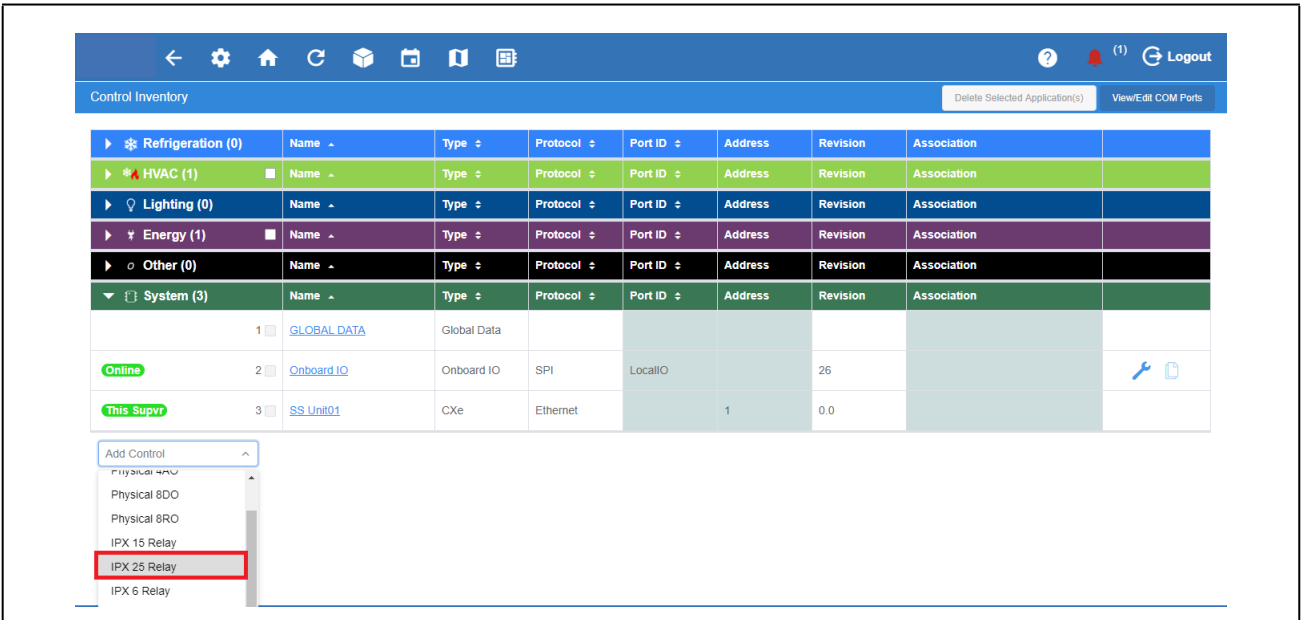 (1) Logout
Control Inventory Delete Selected Application(s) View/Edit COM Ports
Refrigeration (0) Name Type Protocol Port ID Address Revision Association
HVAC (1) Name Type Protocol Port ID Address Revision Association
Lighting (0) Name Type Protocol Port ID Address Revision Association
Energy (1) Name Type Protocol Port ID Address Revision Association
Other (0) Name Type Protocol Port ID Address Revision Association
System (3) Name Type Protocol Port ID Address Revision Association
1 GLOBAL DATA Global Data
Online 2 Onboard IO Onboard IO SPI LocalIO 26
This Supvr 3 SS Unit01 CXe Ethernet 1 0.0
Add Control
Physical 4AO
Physical 8DO
Physical 8RO
IPX 15 Relay
IPX 25 Relay
IPX 6 Relay